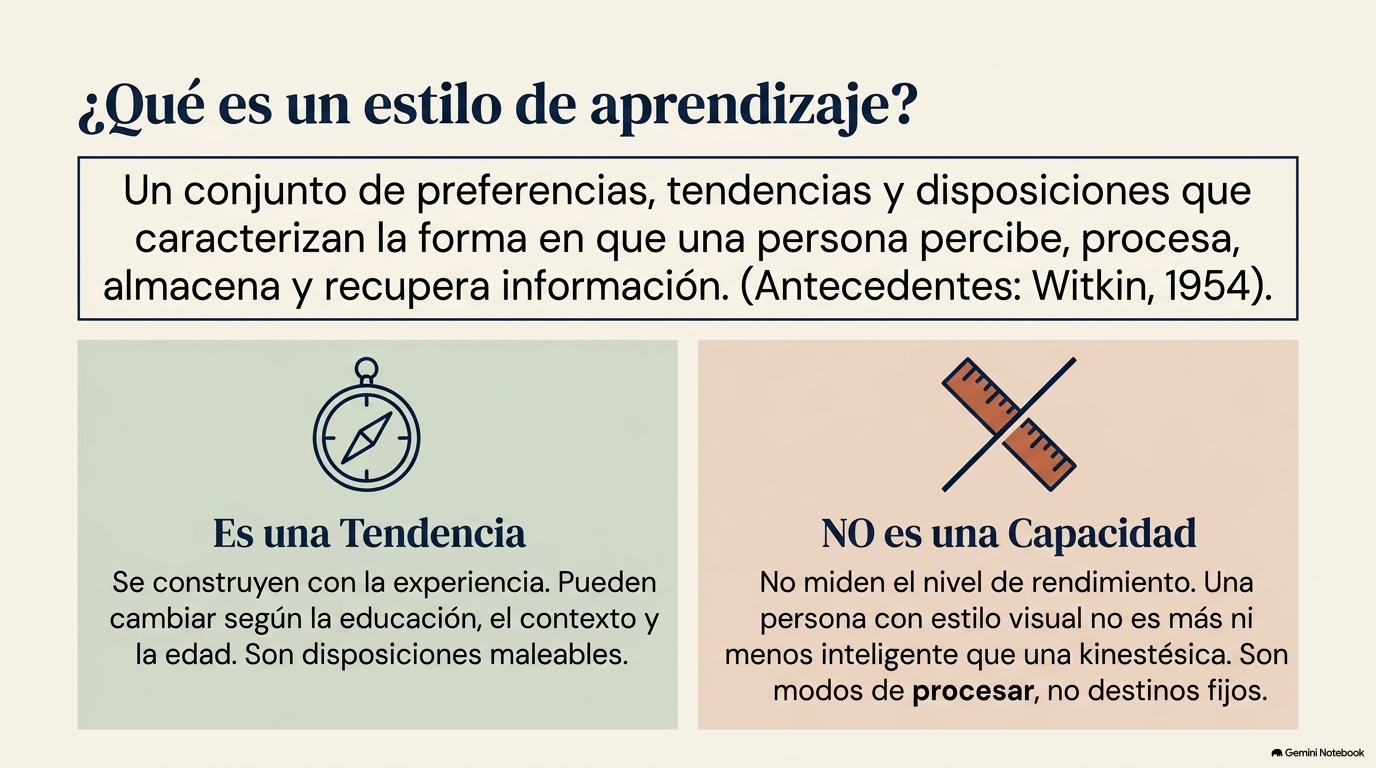 ¿Qué es un estilo de aprendizaje?
Un conjunto de preferencias, tendencias y disposiciones que
caracterizan la forma en que una persona percibe, procesa,
almacena y recupera información. (Antecedentes: Witkin, 1954).
Es una Tendencia
Se construyen con la experiencia. Pueden
cambiar según la educación, el contexto y
la edad. Son disposiciones maleables.
NO es una Capacidad
No miden el nivel de rendimiento. Una
persona con estilo visual no es más ni
menos inteligente que una kinestésica. Son
modos de procesar, no destinos fijos.
Gemini Notebook